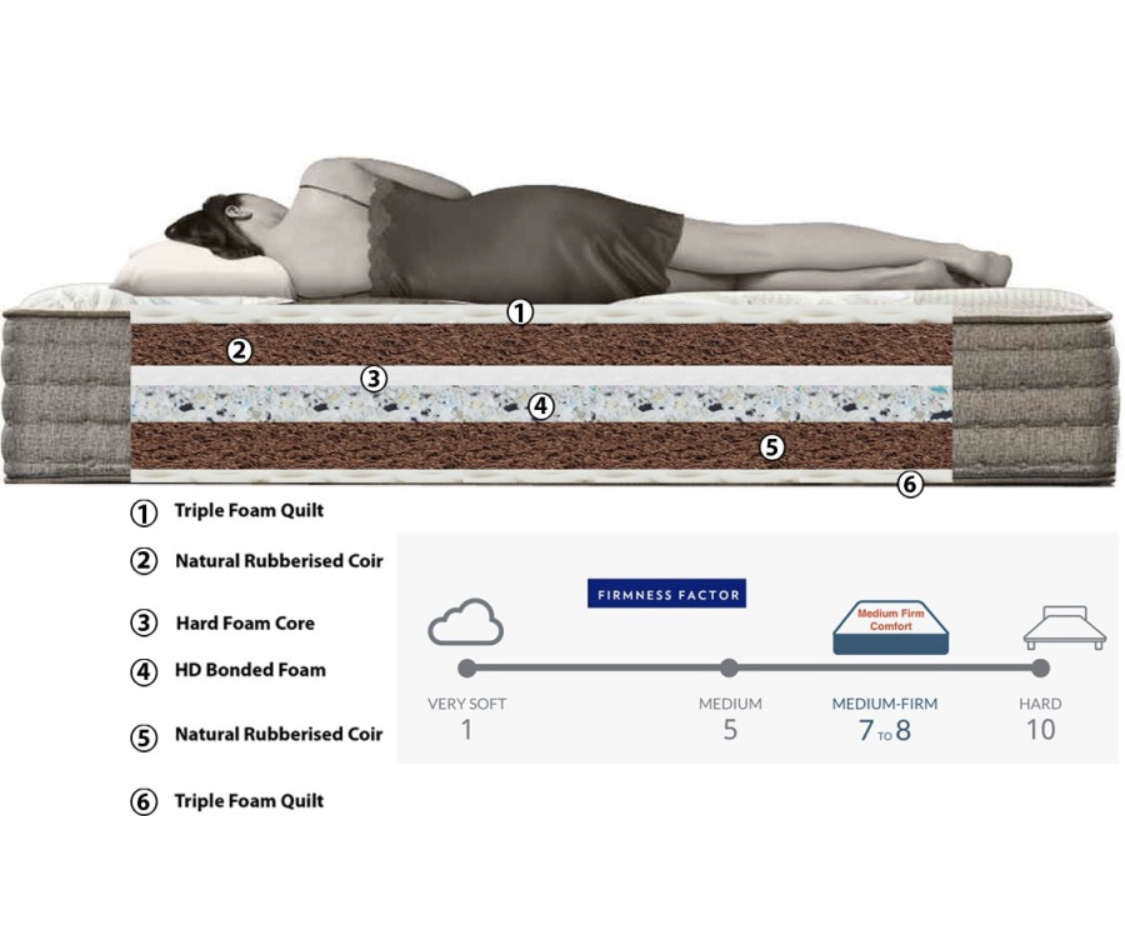 1
2
3
4
5
6
1 Triple Foam Quilt
2 Natural Rubberised Coir
3 Hard Foam Core
4 HD Bonded Foam
5 Natural Rubberised Coir
6 Triple Foam Quilt
FIRMNESS FACTOR
Medium Firm
Comfort
VERY SOFT MEDIUM MEDIUM-FIRM HARD
1 5 7 TO 8 10